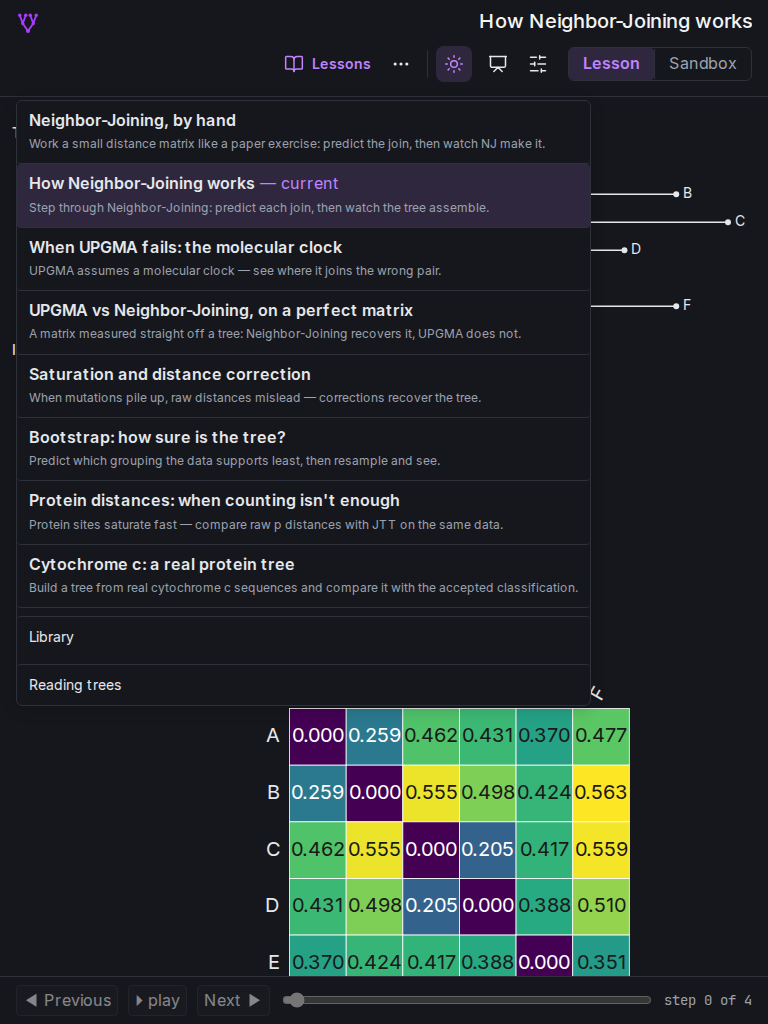 How Neighbor-Joining works
Lessons
Lesson
Sandbox
Neighbor-Joining, by hand
Work a small distance matrix like a paper exercise: predict the join, then watch NJ make it.
How Neighbor-Joining works — current
Step through Neighbor-Joining: predict each join, then watch the tree assemble.
When UPGMA fails: the molecular clock
UPGMA assumes a molecular clock — see where it joins the wrong pair.
UPGMA vs Neighbor-Joining, on a perfect matrix
A matrix measured straight off a tree: Neighbor-Joining recovers it, UPGMA does not.
Saturation and distance correction
When mutations pile up, raw distances mislead — corrections recover the tree.
Bootstrap: how sure is the tree?
Predict which grouping the data supports least, then resample and see.
Protein distances: when counting isn't enough
Protein sites saturate fast — compare raw p distances with JTT on the same data.
Cytochrome c: a real protein tree
Build a tree from real cytochrome c sequences and compare it with the accepted classification.
Library
Reading trees
B
C
D
F
F
A 0.000 0.259 0.462 0.431 0.370 0.477
B 0.259 0.000 0.555 0.498 0.424 0.563
C 0.462 0.555 0.000 0.205 0.417 0.559
D 0.431 0.498 0.205 0.000 0.388 0.510
E 0.370 0.424 0.417 0.388 0.000 0.351
Previous
play
Next
step 0 of 4